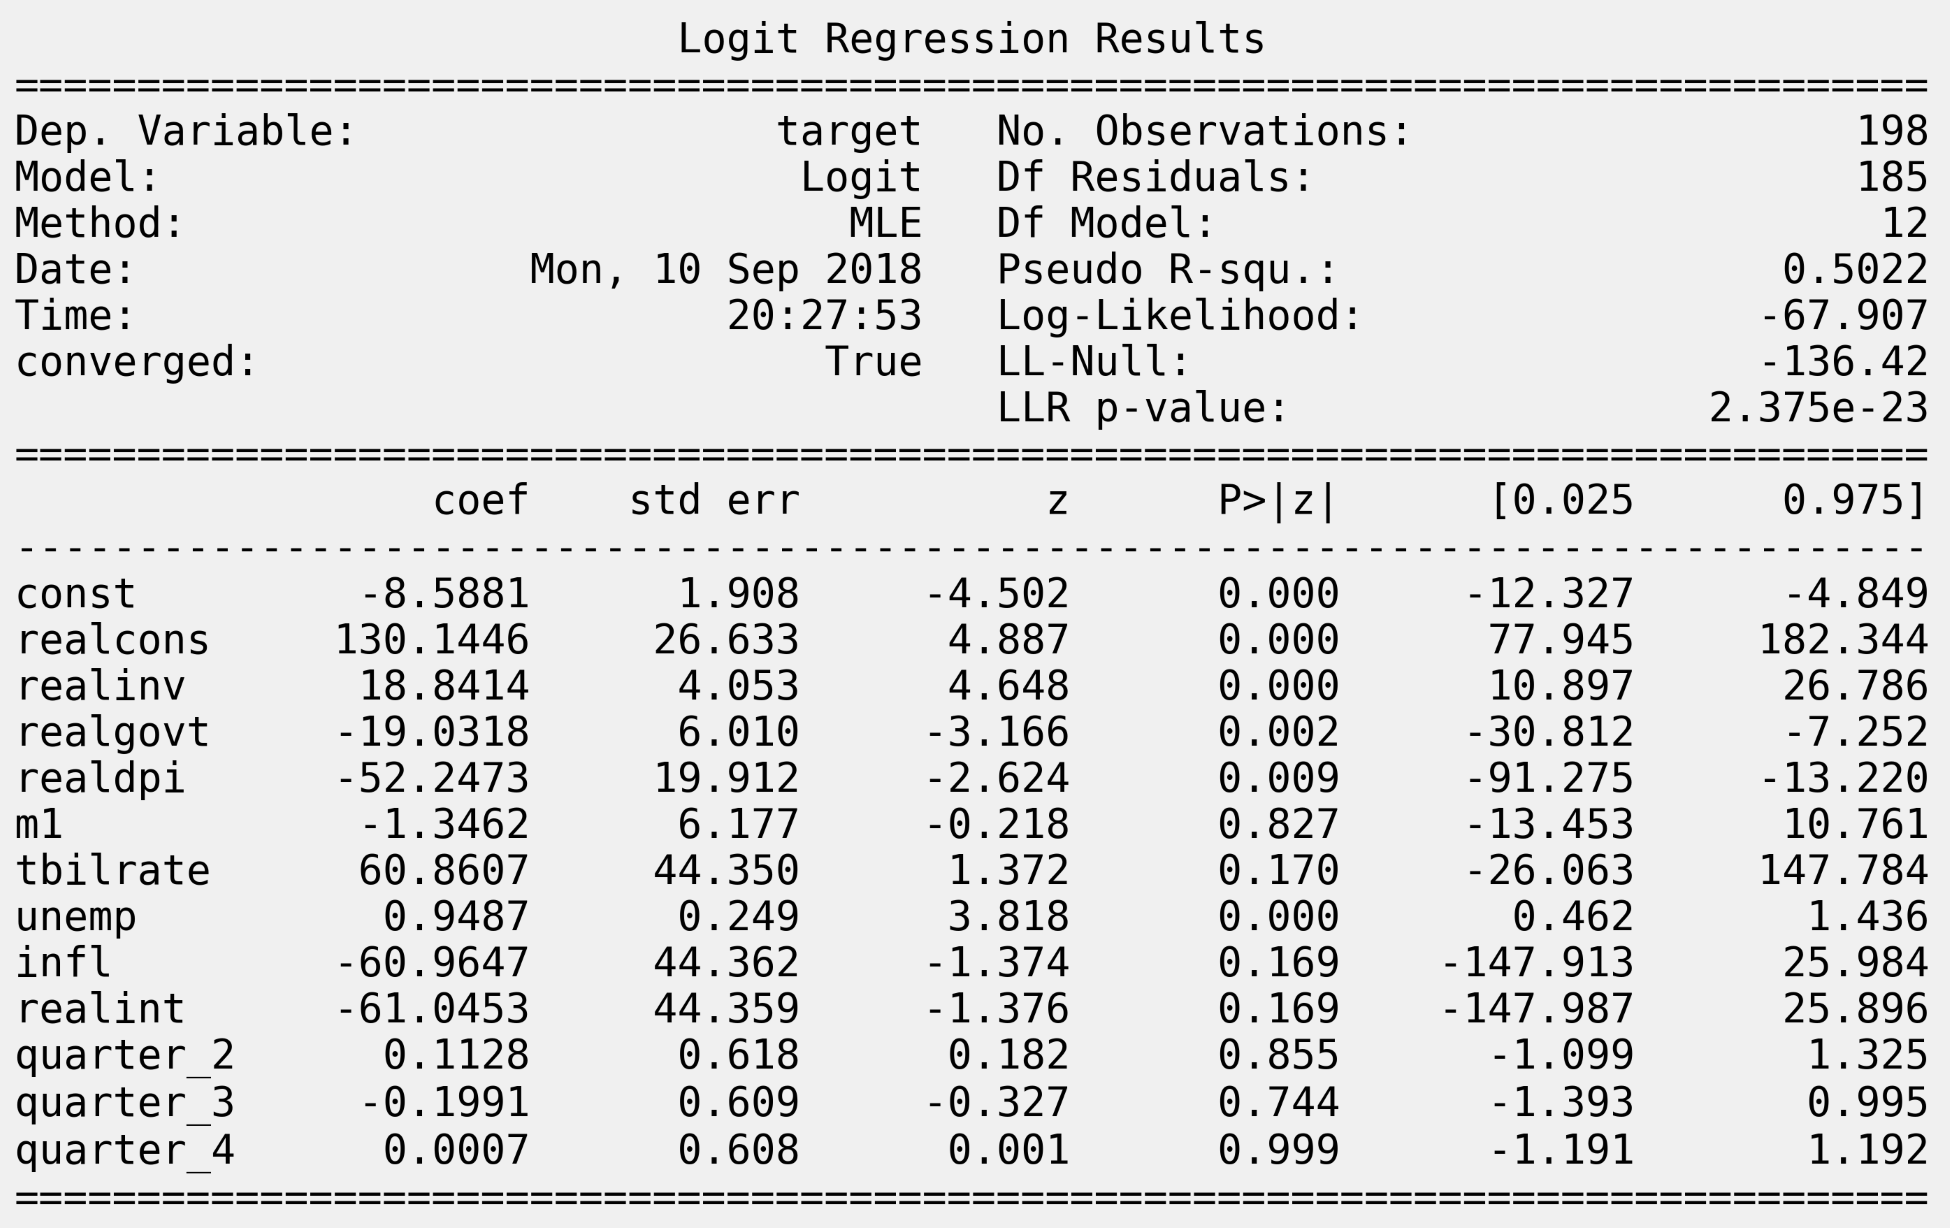 Logit Regression Results
==============================================================================
Dep. Variable:                 target   No. Observations:                  198
Model:                          Logit   Df Residuals:                      185
Method:                           MLE   Df Model:                           12
Date:                Mon, 10 Sep 2018   Pseudo R-squ.:                  0.5022
Time:                        20:27:53   Log-Likelihood:                -67.907
converged:                       True   LL-Null:                       -136.42
                                        LLR p-value:                 2.375e-23
==============================================================================
                 coef    std err          z      P>|z|      [0.025      0.975]
------------------------------------------------------------------------------
const         -8.5881      1.908     -4.502      0.000     -12.327      -4.849
realcons     130.1446     26.633      4.887      0.000      77.945     182.344
realinv       18.8414      4.053      4.648      0.000      10.897      26.786
realgovt     -19.0318      6.010     -3.166      0.002     -30.812      -7.252
realdpi      -52.2473     19.912     -2.624      0.009     -91.275     -13.220
m1            -1.3462      6.177     -0.218      0.827     -13.453      10.761
tbilrate      60.8607     44.350      1.372      0.170     -26.063     147.784
unemp          0.9487      0.249      3.818      0.000       0.462       1.436
infl         -60.9647     44.362     -1.374      0.169    -147.913      25.984
realint      -61.0453     44.359     -1.376      0.169    -147.987      25.896
quarter_2      0.1128      0.618      0.182      0.855      -1.099       1.325
quarter_3     -0.1991      0.609     -0.327      0.744      -1.393       0.995
quarter_4      0.0007      0.608      0.001      0.999      -1.191       1.192
==============================================================================